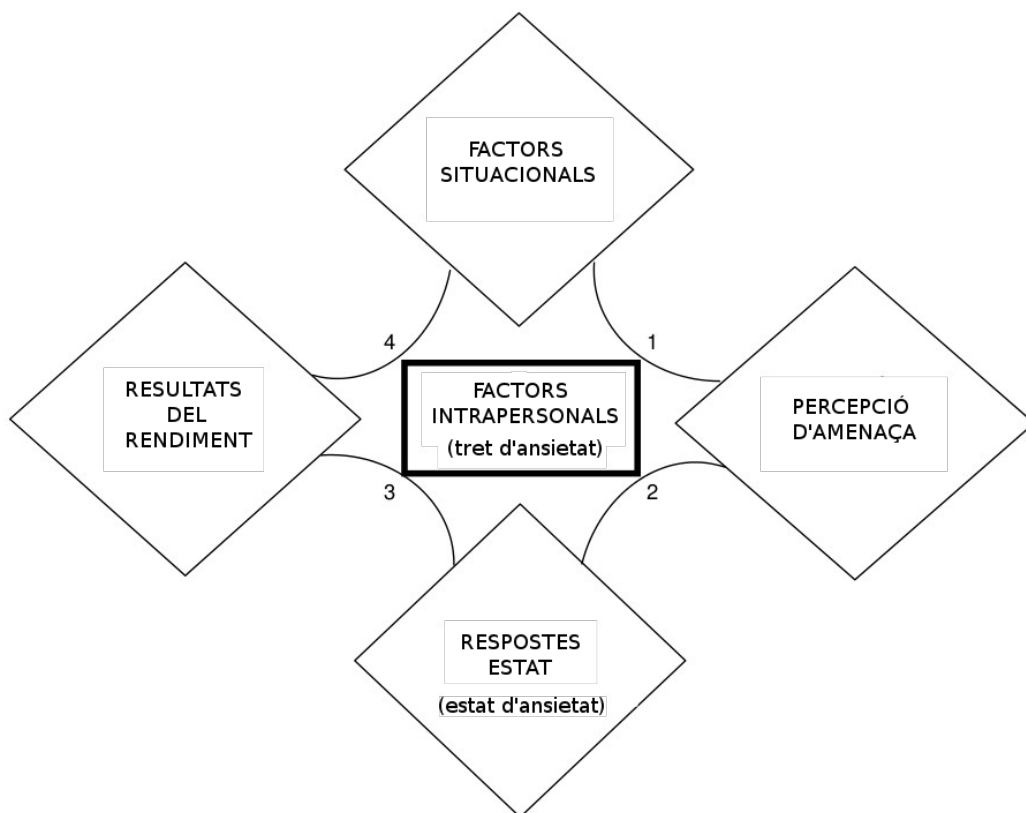 FACTORS
SITUACIONALS
4
1
RESULTATS
DEL
RENDIMENT
FACTORS
INTRAPERSONALS
(tret d'ansietat)
PERCEPCIÓ
D'AMENAÇA
3
2
RESPOSTES
ESTAT
(estat d'ansietat)